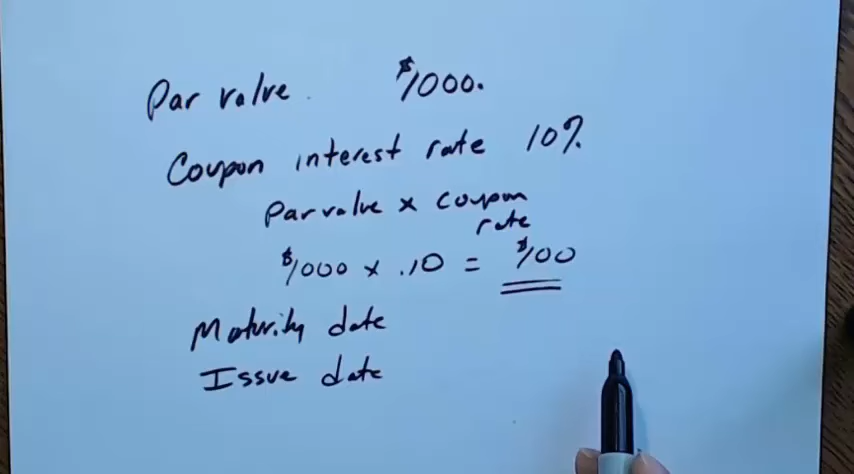 Par value $1000.
Coupon interest rate 10%
Par value x coupon
rate
$1000 x .10 = $100
Maturity date
Issue date